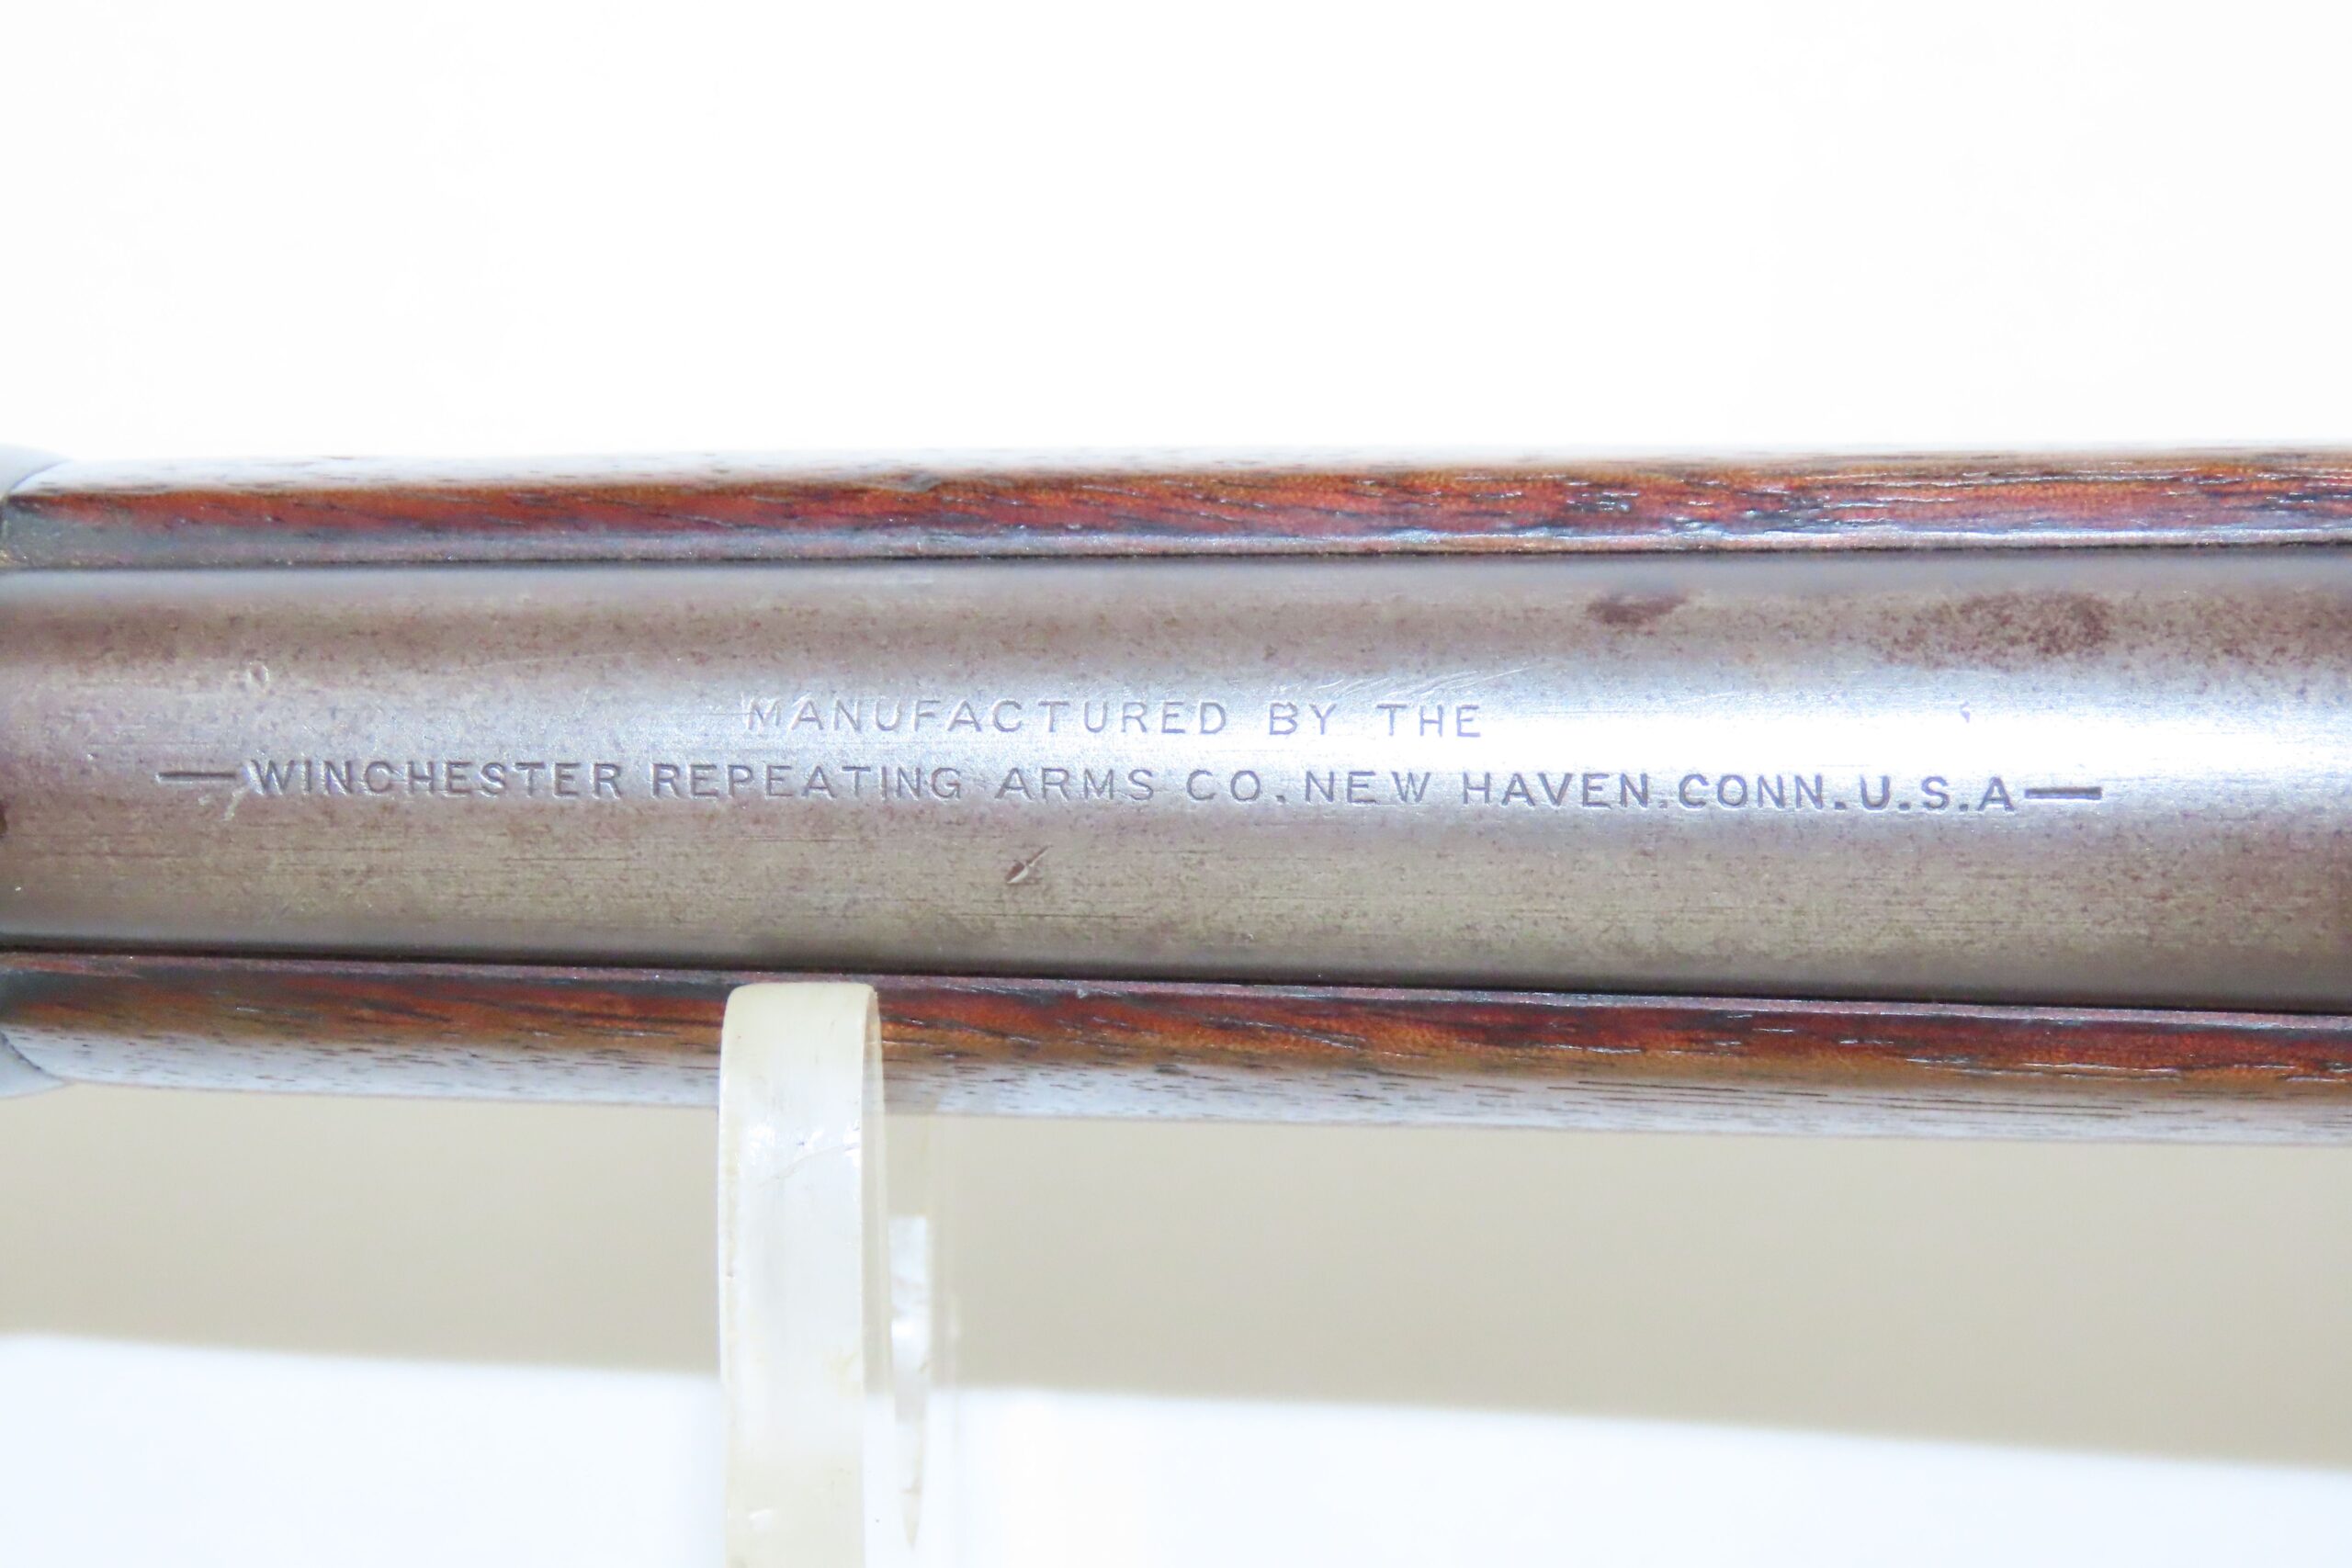 MANUFACTURED BY THE
—WINCHESTER REPEATING ARMS CO. NEW HAVEN. CONN. U.S.A—